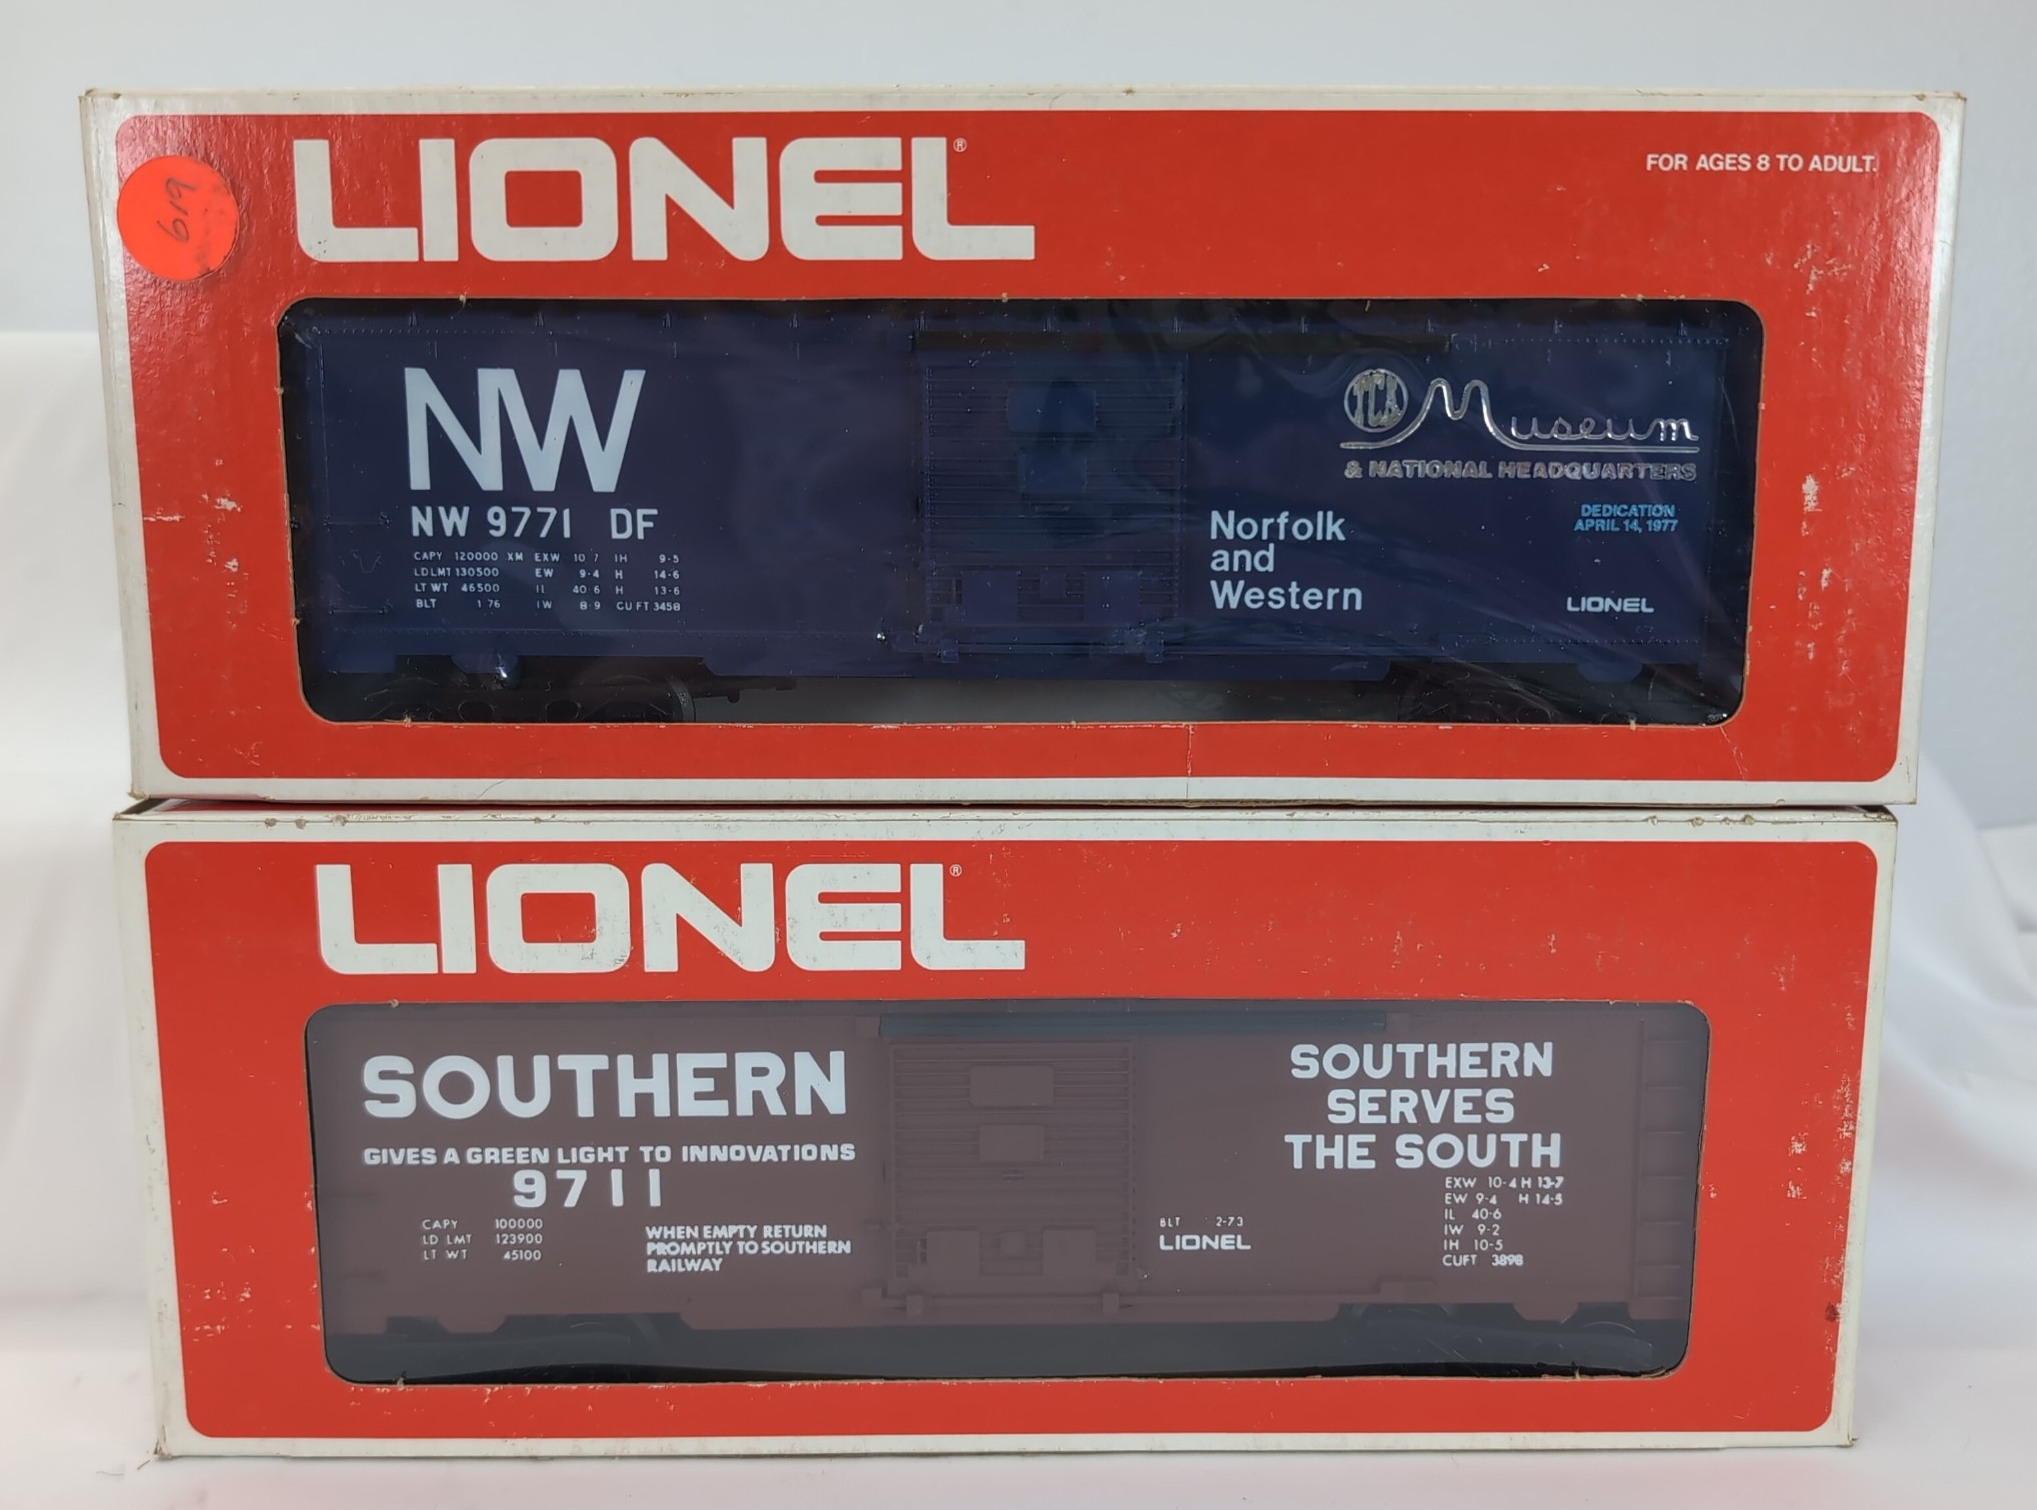 LIONEL®
FOR AGES 8 TO ADULT.
619
NW
NW 9771 DF
CAPY 120000 XM EXW 10 7 IH 9-5
LD LMT 130500 EW 9-4 H 14-6
LT WT 46500 IL 40-6 H 13-6
BLT 1 76 IW 8-9 CU FT 3458
Norfolk
and
Western
TCA Museum
& NATIONAL HEADQUARTERS
DEDICATION
APRIL 14, 1977
LIONEL
LIONEL®
SOUTHERN
GIVES A GREEN LIGHT TO INNOVATIONS
9711
CAPY 100000
LD LMT 123900
LT WT 45100
WHEN EMPTY RETURN
PROMPTLY TO SOUTHERN
RAILWAY
BLT 2-73
LIONEL
SOUTHERN
SERVES
THE SOUTH
EXW 10-4 H 13-7
EW 9-4 H 14-5
IL 40-6
IW 9-2
IH 10-5
CUFT 3898